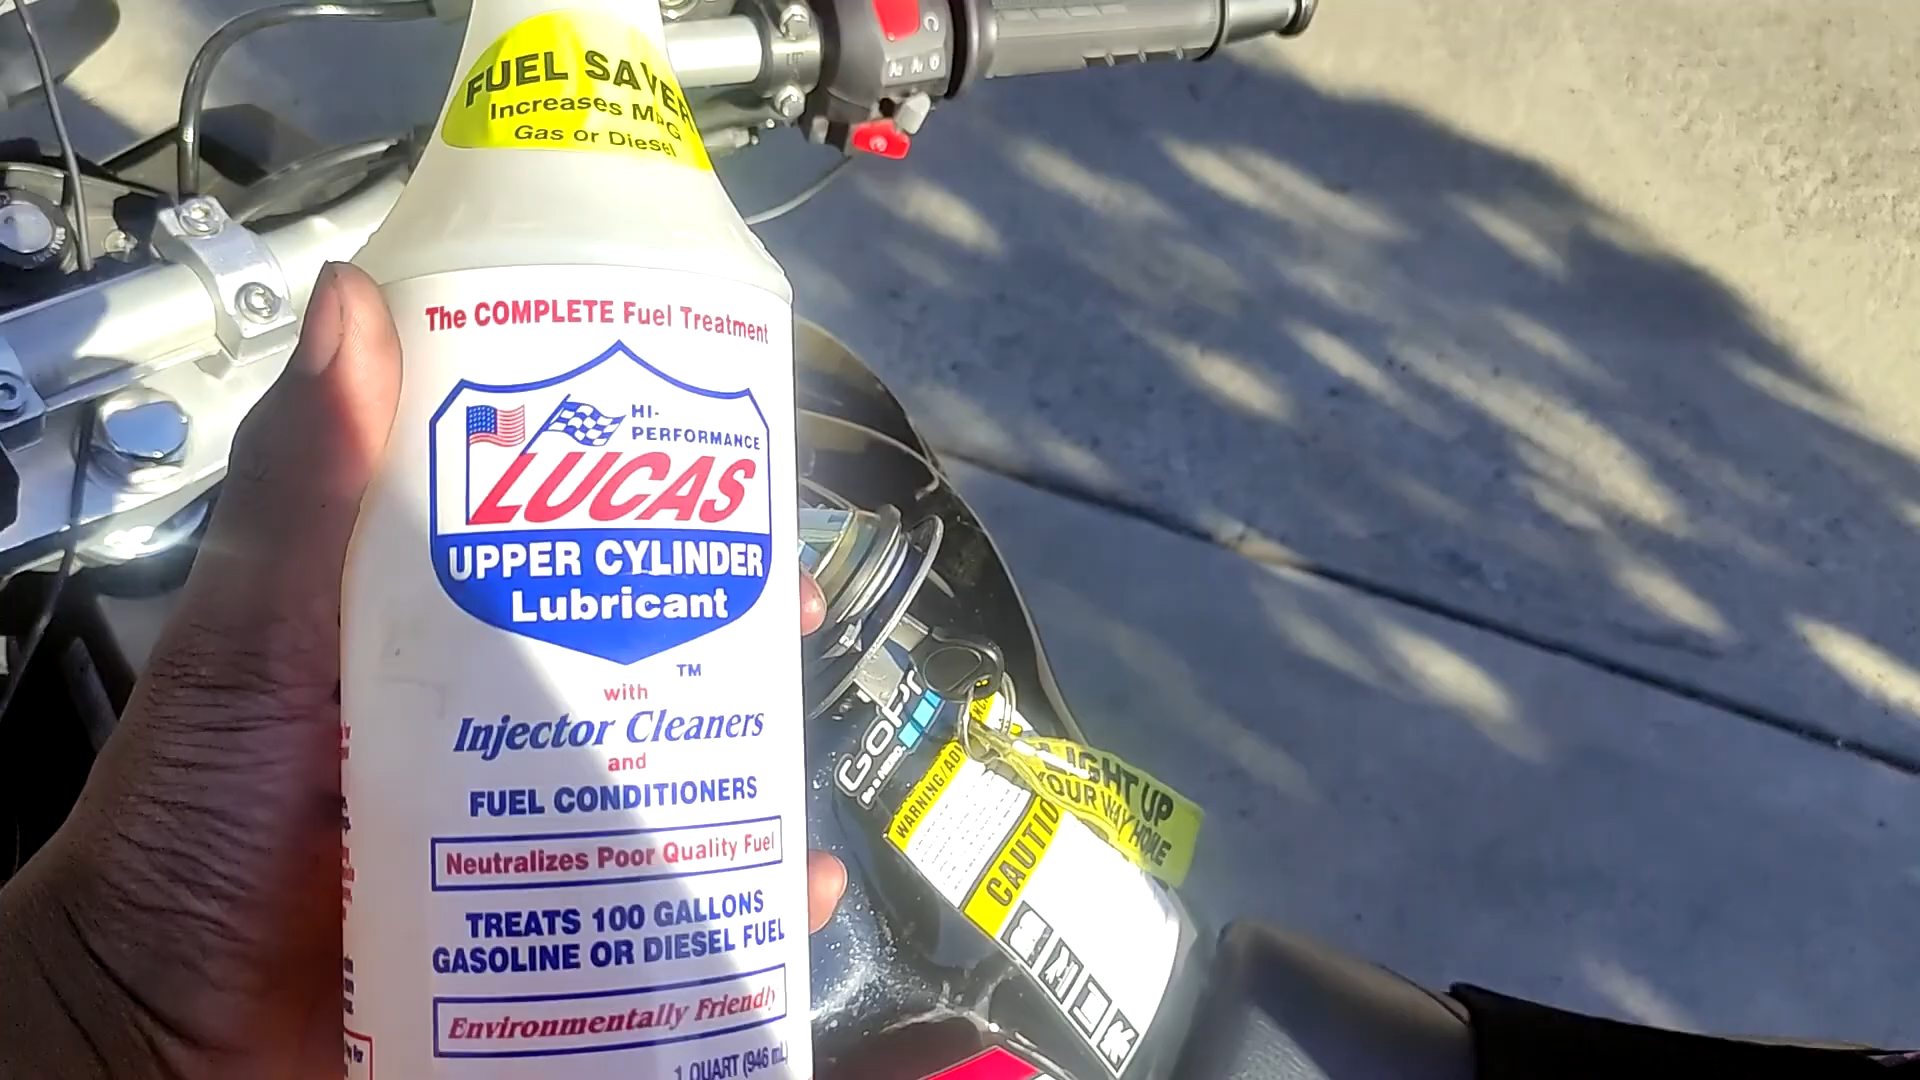 FUEL SAVER
Increases MPG
Gas or Diesel
The COMPLETE Fuel Treatment
HI-
PERFORMANCE
LUCAS
UPPER CYLINDER
Lubricant
TM
with
Injector Cleaners
and
FUEL CONDITIONERS
Neutralizes Poor Quality Fuel
TREATS 100 GALLONS
GASOLINE OR DIESEL FUEL
Environmentally Friendly
1 QUART (946 mL)
GoPro
WARNING/
CAUTIO
LIGHT UP
YOUR WAY HOME